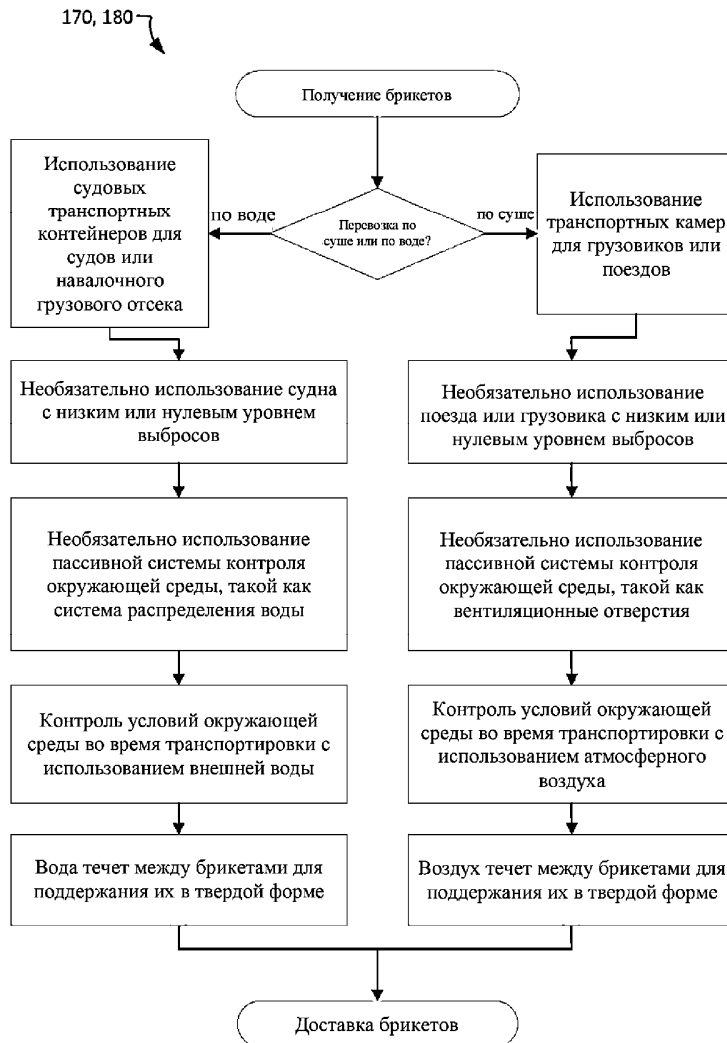 170, 180
Получение брикетов
Использование
судовых
транспортных
контейнеров для
судов или
навалочного
грузового отсека
по воде
Перевозка по
суше или по воде?
по суше
Использование
транспортных камер
для грузовиков или
поездов
Необязательно использование судна
с низким или нулевым уровнем
выбросов
Необязательно использование
поезда или грузовика с низким или
нулевым уровнем выбросов
Необязательно использование
пассивной системы контроля
окружающей среды, такой как
система распределения воды
Необязательно использование
пассивной системы контроля
окружающей среды, такой как
вентиляционные отверстия
Контроль условий окружающей
среды во время транспортировки с
использованием внешней воды
Контроль условий окружающей
среды во время транспортировки с
использованием атмосферного
воздуха
Вода течет между брикетами для
поддержания их в твердой форме
Воздух течет между брикетами для
поддержания их в твердой форме
Доставка брикетов